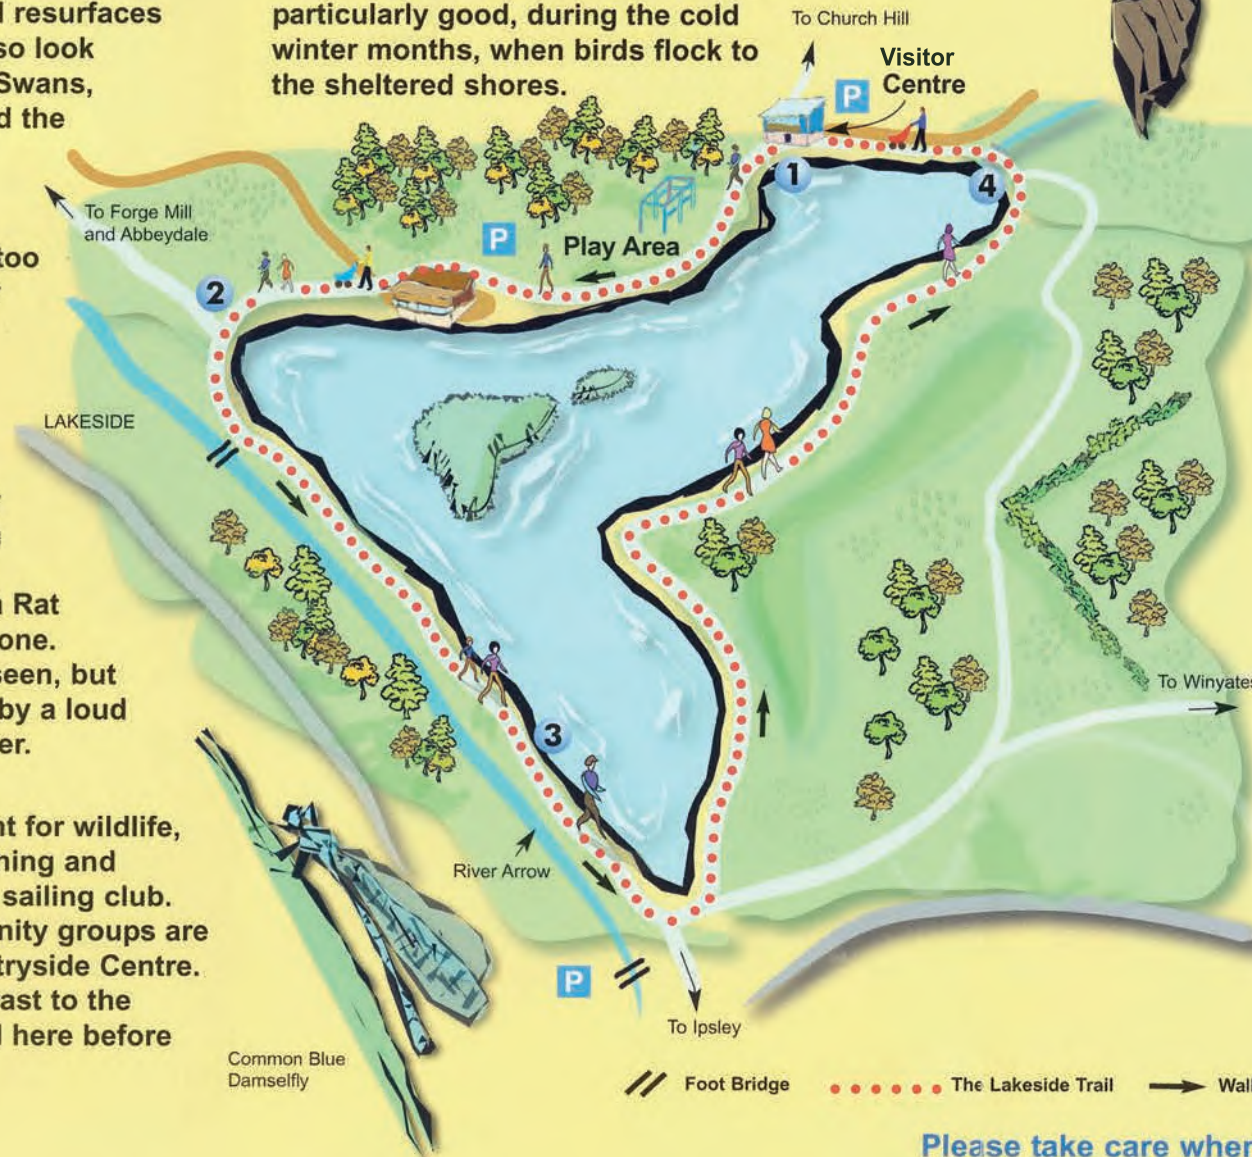 resurfaces
so look
Swans,
d the
too
Rat
one.
seen, but
by a loud
er.
nt for wildlife,
ning and
sailing club.
nity groups are
tryside Centre.
ast to the
here before
particularly good, during the cold
winter months, when birds flock to
the sheltered shores.
To Church Hill
P
Visitor
Centre
1
4
To Forge Mill
and Abbeydale
P
Play Area
2
LAKESIDE
3
To Winyates
River Arrow
P
To Ipsley
Common Blue
Damselfly
Foot Bridge
The Lakeside Trail
Wal
Please take care when